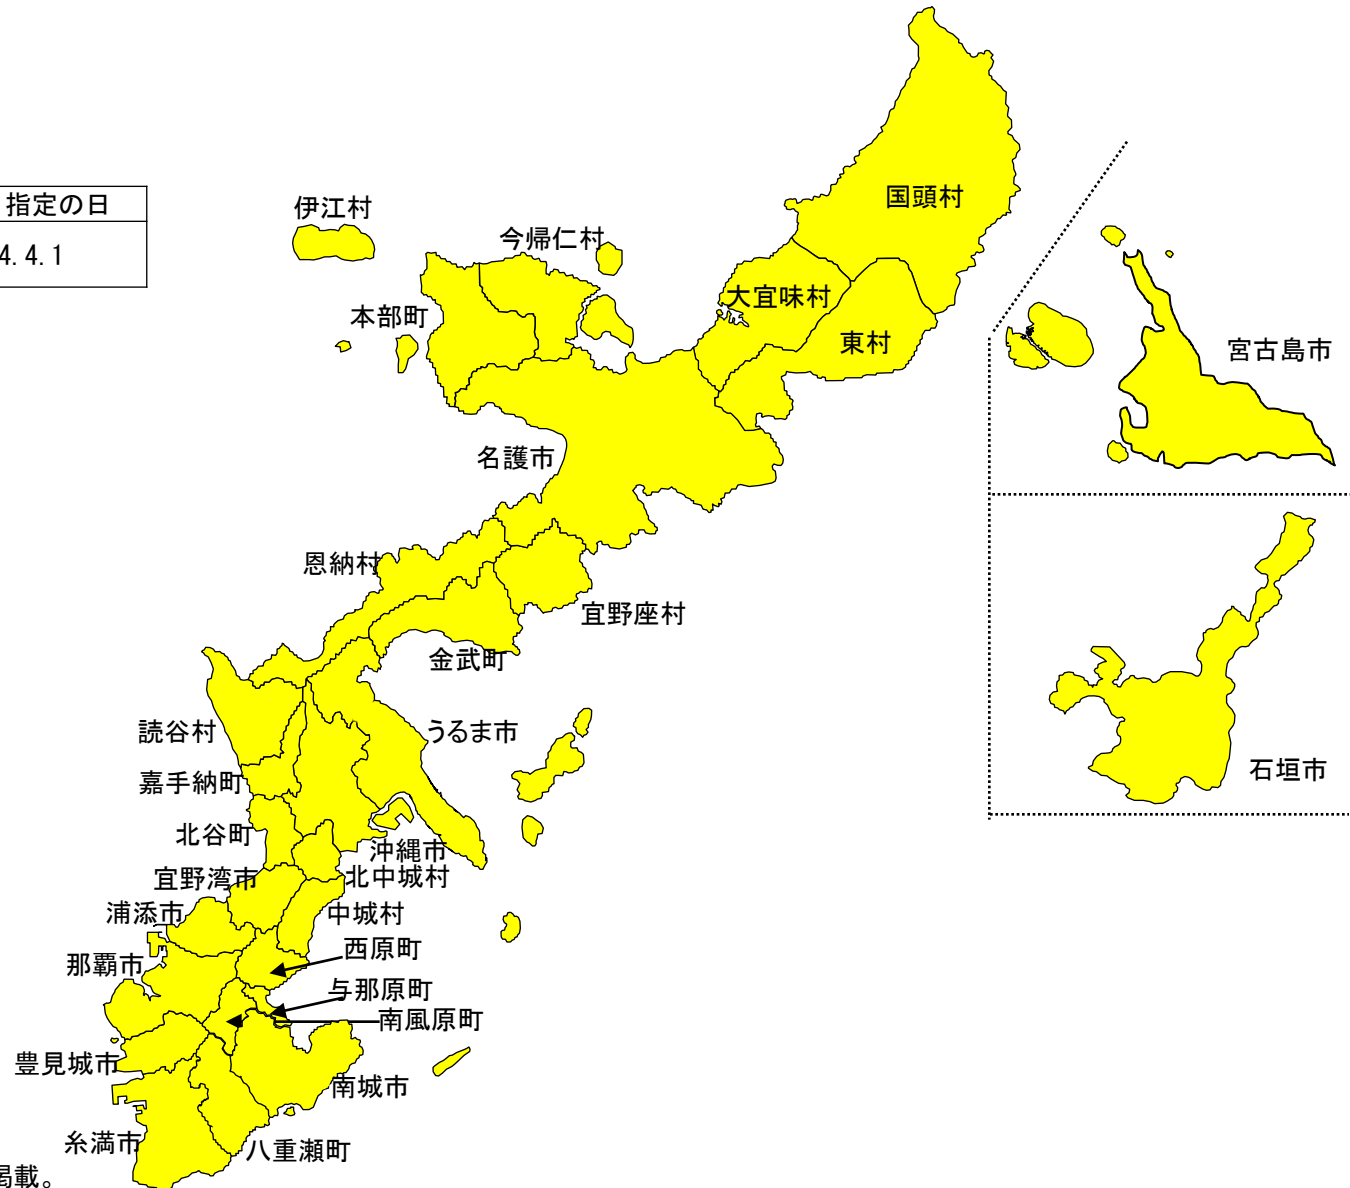 指定の日
4.4.1
伊江村
国頭村
今帰仁村
大宜味村
本部町
東村
宮古島市
名護市
恩納村
宜野座村
金武町
読谷村
うるま市
石垣市
嘉手納町
北谷町
沖縄市
宜野湾市
北中城村
浦添市
中城村
西原町
那覇市
与那原町
南風原町
豊見城市
南城市
糸満市
八重瀬町
掲載。